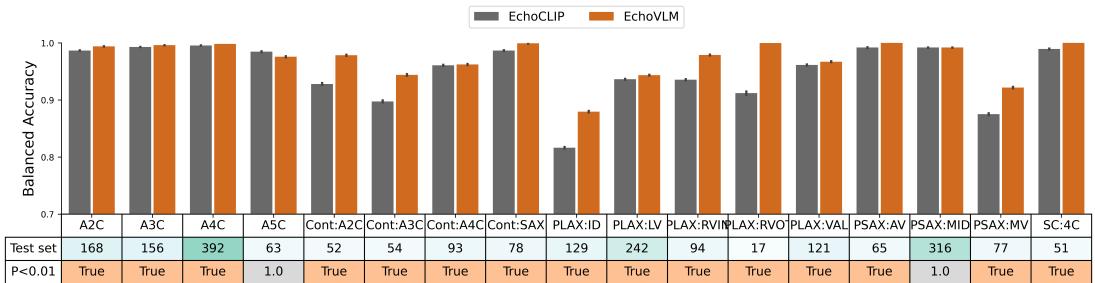 EchoCLIP EchoVLM
Balanced Accuracy
1.0
0.9
0.8
0.7
A2C A3C A4C A5C Cont:A2C Cont:A3C Cont:A4C Cont:SAX PLAX:ID PLAX:LV PLAX:RVIN PLAX:RVO PLAX:VAL PSAX:AV PSAX:MID PSAX:MV SC:4C
Test set 168 156 392 63 52 54 93 78 129 242 94 17 121 65 316 77 51
P<0.01 True True True 1.0 True True True True True True True True True True 1.0 True True